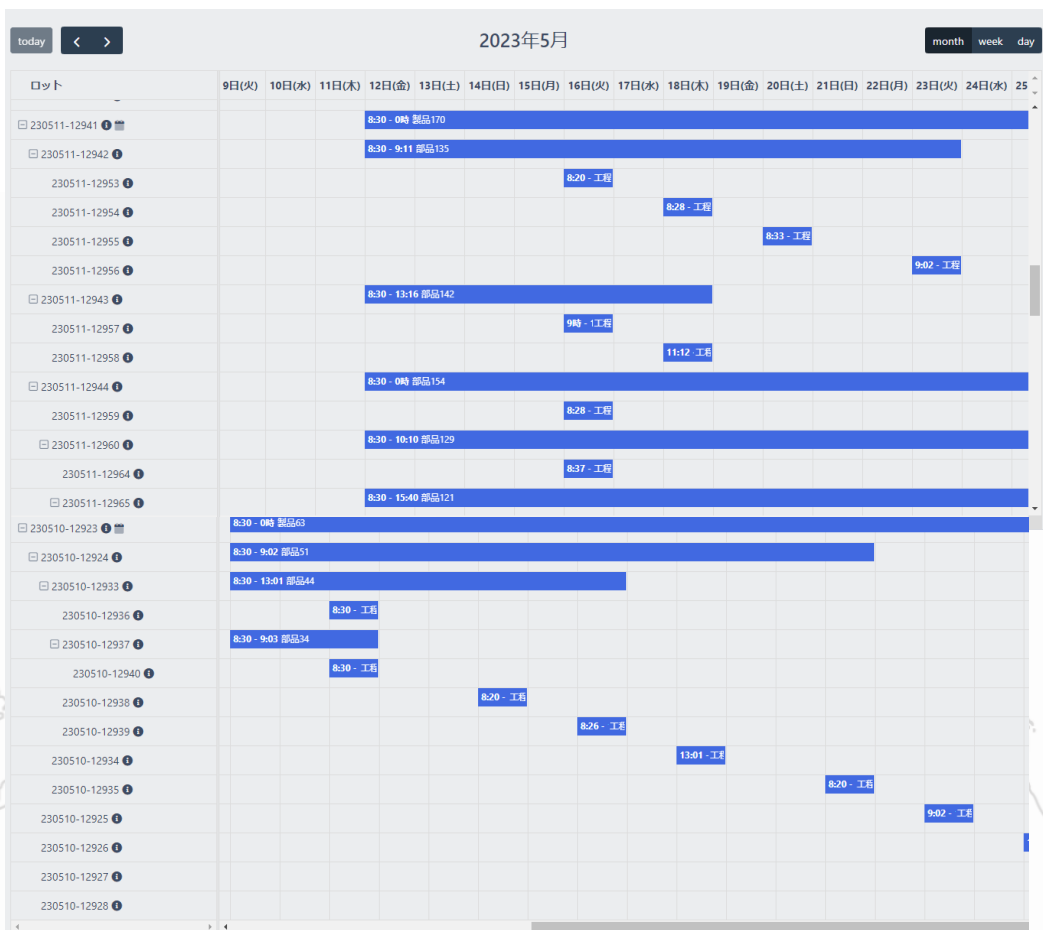 today
2023年5月
month week day
ロット 9日(火) 10日(水) 11日(木) 12日(金) 13日(土) 14日(日) 15日(月) 16日(火) 17日(水) 18日(木) 19日(金) 20日(土) 21日(日) 22日(月) 23日(火) 24日(水) 25
230511-12941 8:30 - 0時 製品170
230511-12942 8:30 - 9:11 部品135
230511-12953 8:20 - 工程
230511-12954 8:28 - 工程
230511-12955 8:33 - 工程
230511-12956 9:02 - 工程
230511-12943 8:30 - 13:16 部品142
230511-12957 9時 - 1工程
230511-12958 11:12 工程
230511-12944 8:30 - 0時 部品154
230511-12959 8:28 - 工程
230511-12960 8:30 - 10:10 部品129
230511-12964 8:37 - 工程
230511-12965 8:30 - 15:40 部品121
230510-12923 8:30 - 0時 製品63
230510-12924 8:30 - 9:02 部品51
230510-12933 8:30 - 13:01 部品44
230510-12936 8:30 - 工程
230510-12937 8:30 - 9:03 部品34
230510-12940 8:30 - 工程
230510-12938 8:20 - 工程
230510-12939 8:26 - 工程
230510-12934 13:01 - 工程
230510-12935 8:20 - 工程
230510-12925 9:02 - 工程
230510-12926
230510-12927
230510-12928